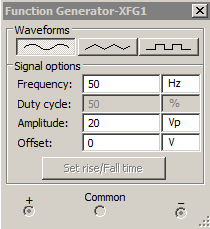 Function Generator-XFG1
Waveforms
Signal options
Frequency: 50 Hz
Duty cycle: 50 %
Amplitude: 20 Vp
Offset: 0 V
Set rise/Fall time
+ Common –